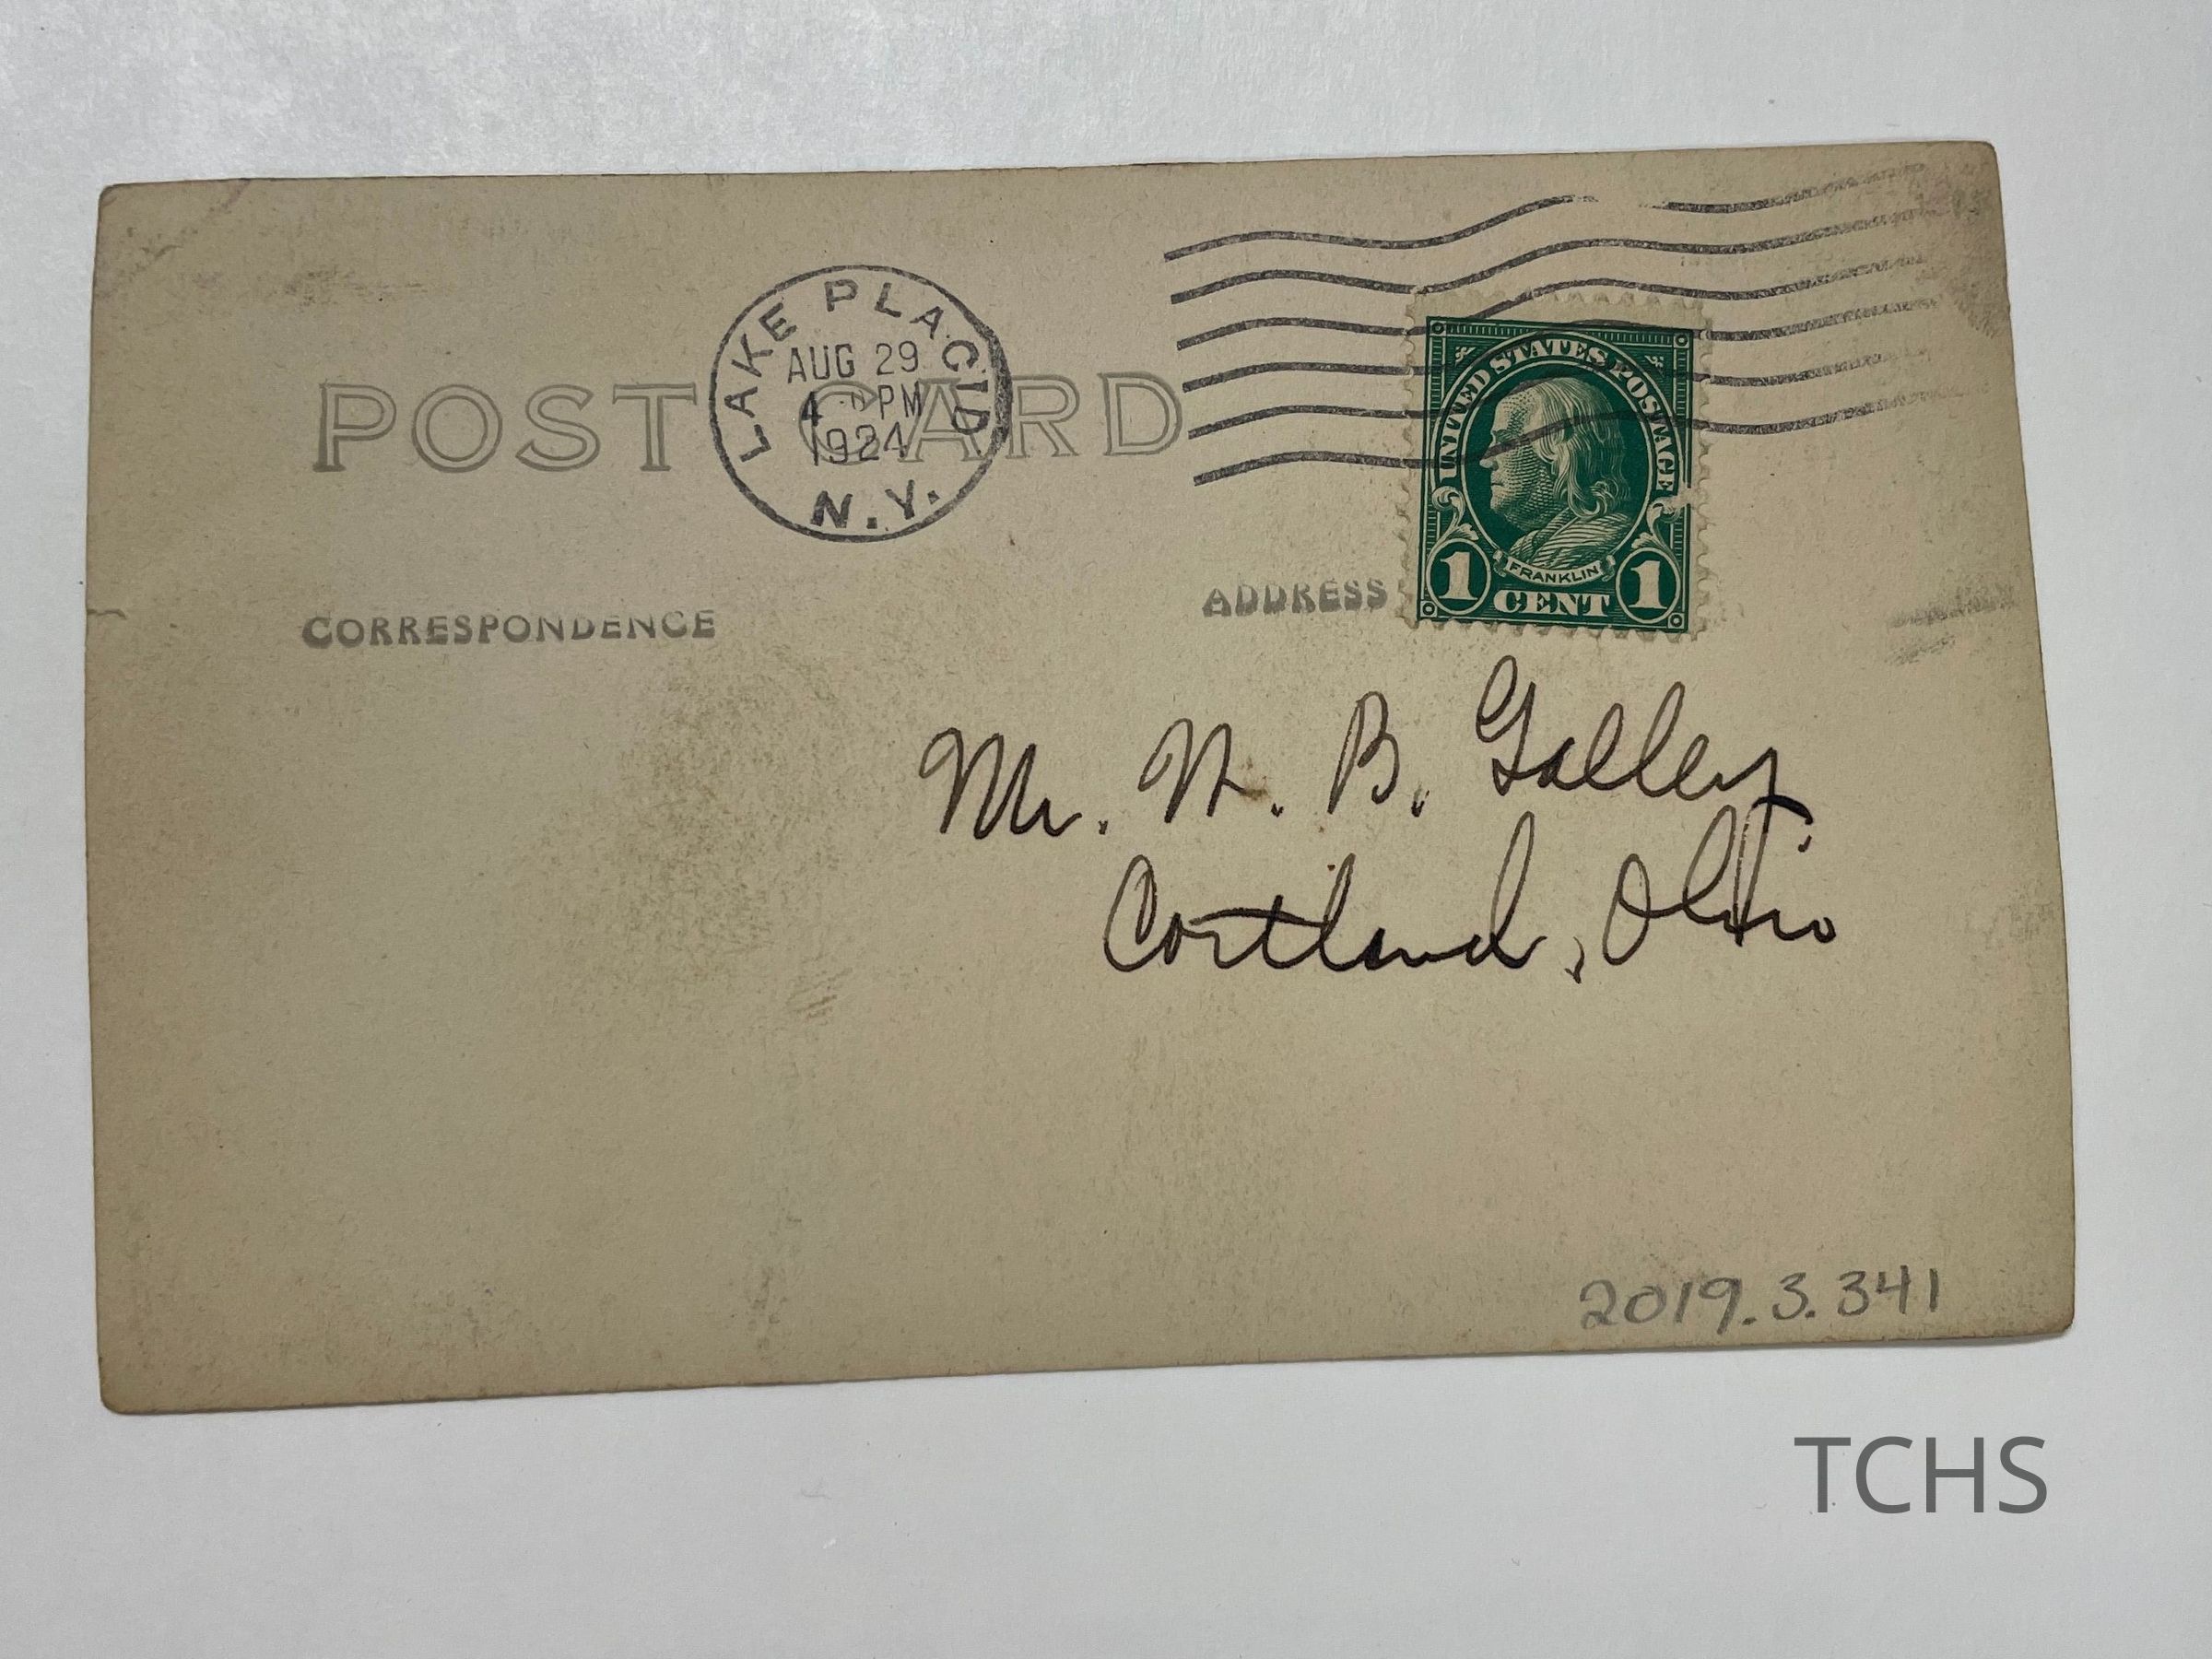 POST CARD
LAKE PLACID
AUG 29
4 PM
1924
N.Y.
UNITED STATES POSTAGE
FRANKLIN
1 CENT 1
CORRESPONDENCE
ADDRESS
Mr. N. B. Galley.
Cortland, Ohio
2019.3.341
TCHS